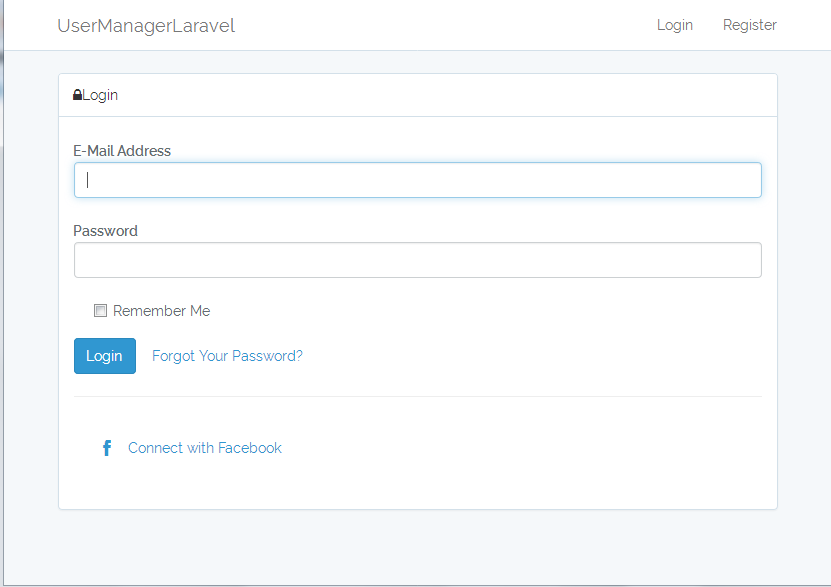 UserManagerLaravel
Login Register
Login
E-Mail Address
Password
Remember Me
Login Forgot Your Password?
Connect with Facebook